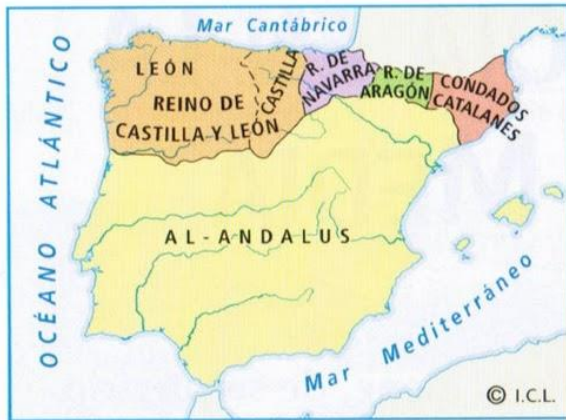 Mar Cantábrico
LEÓN
CASTILLA
R. DE
NAVARRA
R. DE
ARAGÓN
CONDADOS
CATALANES
REINO DE
CASTILLA Y LEÓN
OCÉANO ATLÁNTICO
AL-ANDALUS
Mar Mediterráneo
© I.C.L.